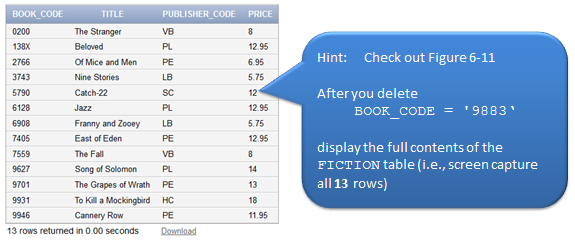 BOOK_CODE TITLE PUBLISHER_CODE PRICE
0200 The Stranger VB 8
138X Beloved PL 12.95
2766 Of Mice and Men PE 6.95
3743 Nine Stories LB 5.75
5790 Catch-22 SC 12
6128 Jazz PL 12.95
6908 Franny and Zooey LB 5.75
7405 East of Eden PE 12.95
7559 The Fall VB 8
9627 Song of Solomon PL 14
9701 The Grapes of Wrath PE 13
9931 To Kill a Mockingbird HC 18
9946 Cannery Row PE 11.95
13 rows returned in 0.00 seconds Download
Hint: Check out Figure 6-11
After you delete
BOOK_CODE = '9883‘
display the full contents of the
FICTION table (i.e., screen capture
all 13 rows)